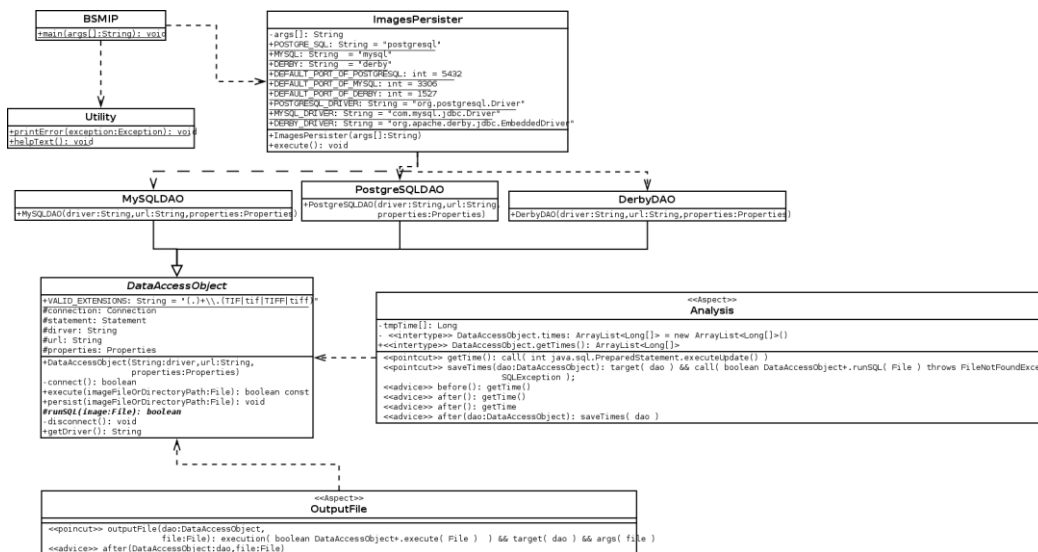 BSMIP
+main(args[]:String): void
ImagesPersister
-args[]: String
+POSTGRE_SQL: String = "postgresql"
+MYSQL: String = "mysql"
+DERBY: String = "derby"
+DEFAULT_PORT_OF_POSTGRESQL: int = 5432
+DEFAULT_PORT_OF_MYSQL: int = 3306
+DEFAULT_PORT_OF_DERBY: int = 1527
+POSTGRESQL_DRIVER: String = "org.postgresql.Driver"
+MYSQL_DRIVER: String = "com.mysql.jdbc.Driver"
+DERBY_DRIVER: String = "org.apache.derby.jdbc.EmbeddedDriver"
+ImagesPersister(args[]:String)
+execute(): void
Utility
+printError(exception:Exception): void
+helpText(): void
MySQLDAO
+MySQLDAO(driver:String,url:String,properties:Properties)
PostgreSQLDAO
+PostgreSQLDAO(driver:String,url:String,
properties:Properties)
DerbyDAO
+DerbyDAO(driver:String,url:String,properties:Properties)
DataAccessObject
+VALID_EXTENSIONS: String = "(.)+\\.(TIF|tif|TIFF|tiff)"
#connection: Connection
#statement: Statement
#dirver: String
#url: String
#properties: Properties
+DataAccessObject(String:driver,url:String,
properties:Properties)
-connect(): boolean
+execute(imageFileOrDirectoryPath:File): boolean const
+persist(imageFileOrDirectoryPath:File): void
#runSQL(image:File): boolean
-disconnect(): void
+getDriver(): String
<<Aspect>>
Analysis
-tmpTime[]: Long
- <<intertype>> DataAccessObject.times: ArrayList<Long[]> = new ArrayList<Long[]>()
+<<intertype>> DataAccessObject.getTimes(): ArrayList<Long[]>
<<pointcut>> getTime(): call( int java.sql.PreparedStatement.executeUpdate() )
<<pointcut>> saveTimes(dao:DataAccessObject): target( dao ) && call( boolean DataAccessObject+.runSQL( File ) throws FileNotFoundExce
SQLException );
<<advice>> before(): getTime()
<<advice>> after(): getTime()
<<advice>> after(): getTime
<<advice>> after(dao:DataAccessObject): saveTimes( dao )
<<Aspect>>
OutputFile
<<poincut>> outputFile(dao:DataAccessObject,
file:File): execution( boolean DataAccessObject+.execute( File ) ) && target( dao ) && args( file )
<<advice>> after(DataAccessObject:dao,file:File)